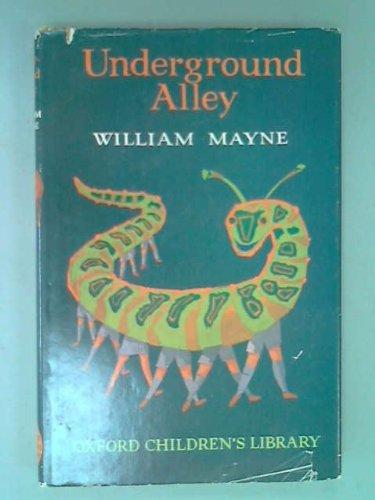 Underground
Alley
WILLIAM MAYNE
OXFORD CHILDREN'S LIBRARY